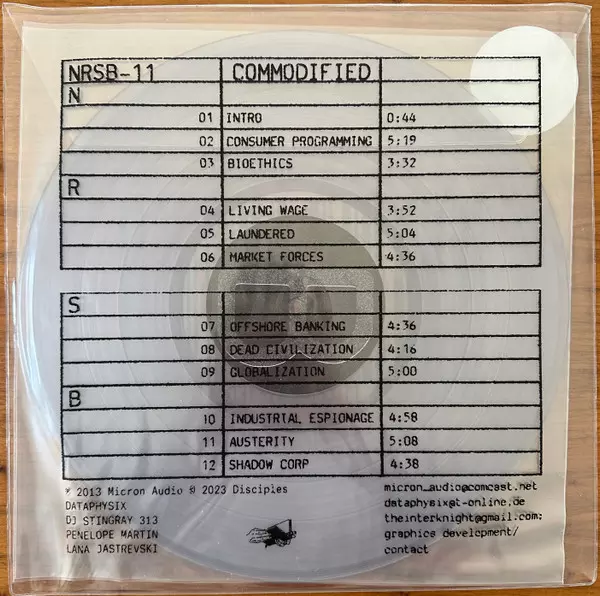 NRSB-11 COMMODIFIED
N
01 INTRO 0:44
02 CONSUMER PROGRAMMING 5:19
03 BIOETHICS 3:32
R
04 LIVING WAGE 3:52
05 LAUNDERED 5:04
06 MARKET FORCES 4:36
S
07 OFFSHORE BANKING 4:36
08 DEAD CIVILIZATION 4:16
09 GLOBALIZATION 5:00
B
10 INDUSTRIAL ESPIONAGE 4:58
11 AUSTERITY 5:08
12 SHADOW CORP 4:38
℗ 2013 Micron Audio © 2023 Disciples
DATAPHYSIX
DJ STINGRAY 313
PENELOPE MARTIN
LANA JASTREVSKI
micron_audio@comcast.net
dataphysix@t-online.de
theinterknight@gmail.com:
graphics development/
contact